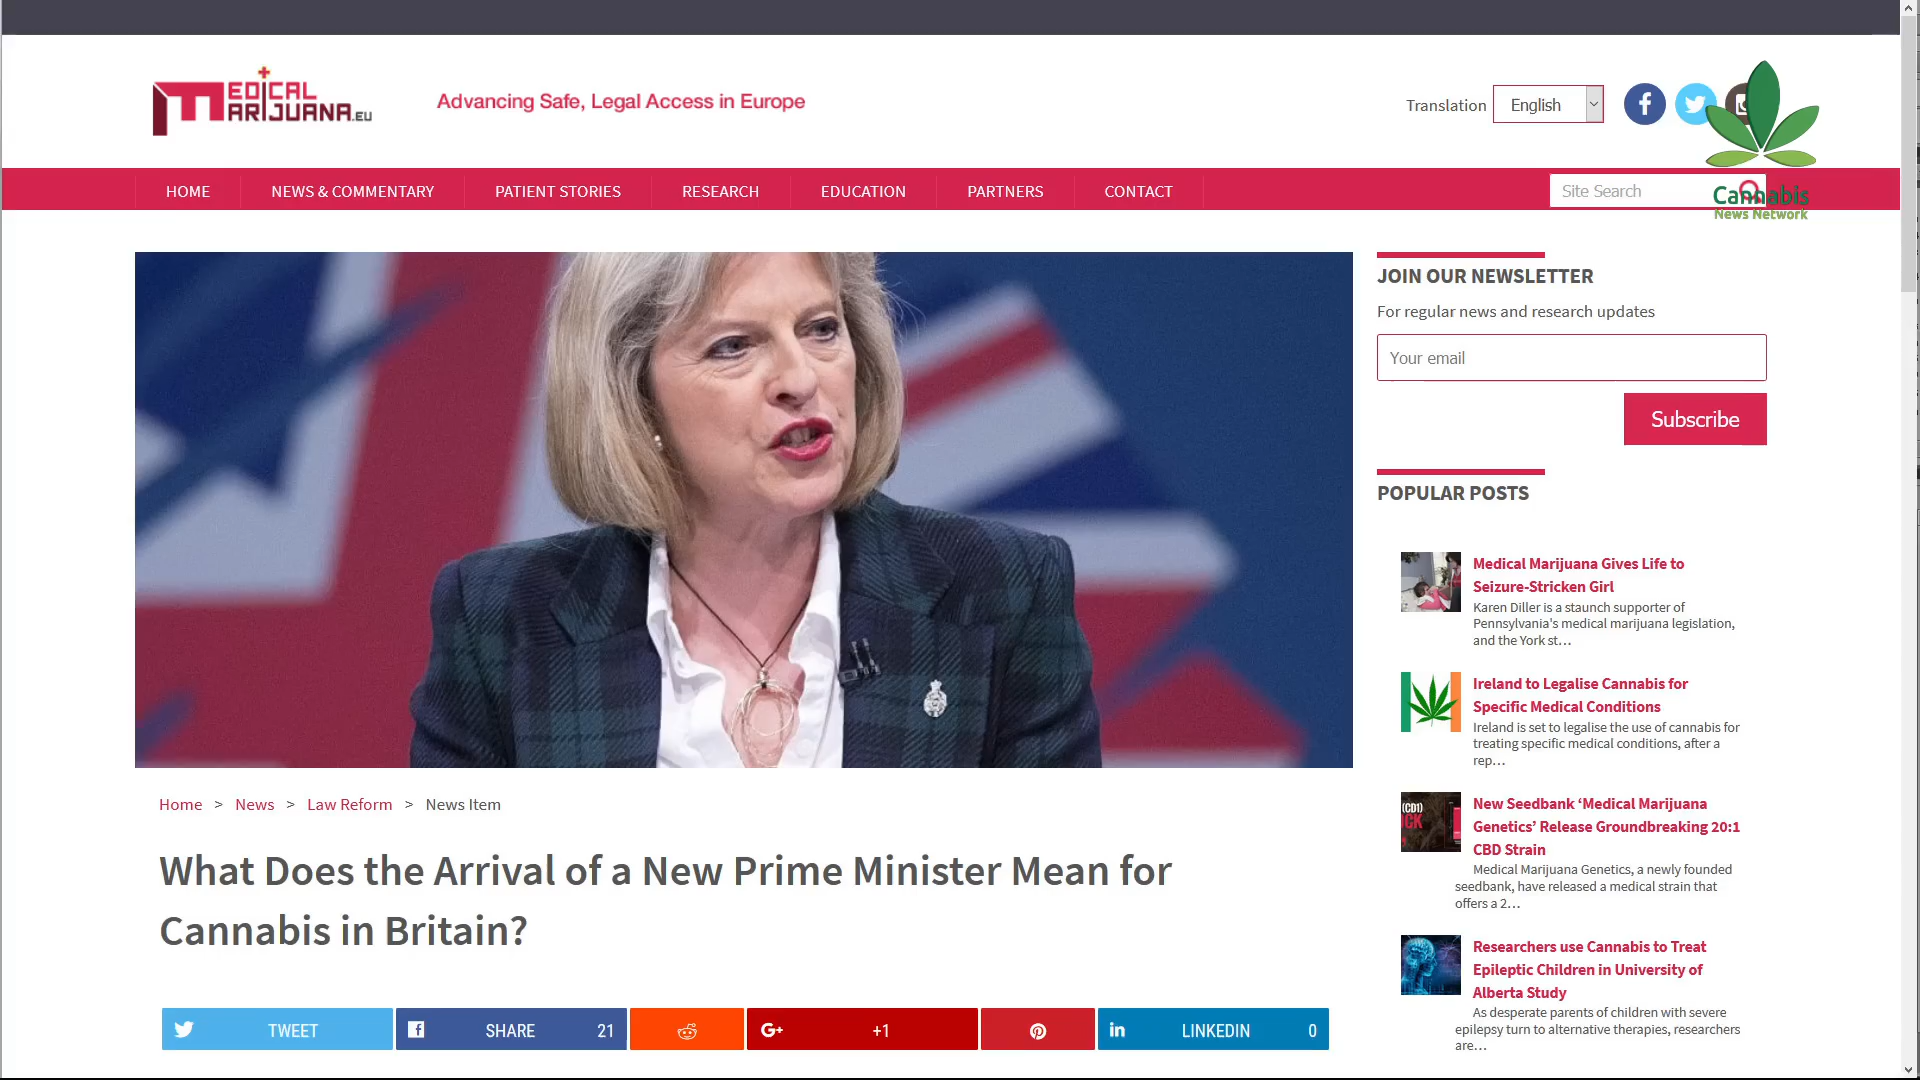 MEDICAL
MARIJUANA.EU
Advancing Safe, Legal Access in Europe
Translation English
HOME NEWS & COMMENTARY PATIENT STORIES RESEARCH EDUCATION PARTNERS CONTACT
Site Search
Cannabis
News Network
JOIN OUR NEWSLETTER
For regular news and research updates
Your email
Subscribe
POPULAR POSTS
Medical Marijuana Gives Life to
Seizure-Stricken Girl
Karen Diller is a staunch supporter of
Pennsylvania's medical marijuana legislation,
and the York st…
Ireland to Legalise Cannabis for
Specific Medical Conditions
Ireland is set to legalise the use of cannabis for
treating specific medical conditions, after a
rep…
(CD1)
New Seedbank ‘Medical Marijuana
Genetics’ Release Groundbreaking 20:1
CBD Strain
Medical Marijuana Genetics, a newly founded
seedbank, have released a medical strain that
offers a 2…
Researchers use Cannabis to Treat
Epileptic Children in University of
Alberta Study
As desperate parents of children with severe
epilepsy turn to alternative therapies, researchers
are…
Home > News > Law Reform > News Item
What Does the Arrival of a New Prime Minister Mean for
Cannabis in Britain?
TWEET SHARE 21 G+ +1 in LINKEDIN 0